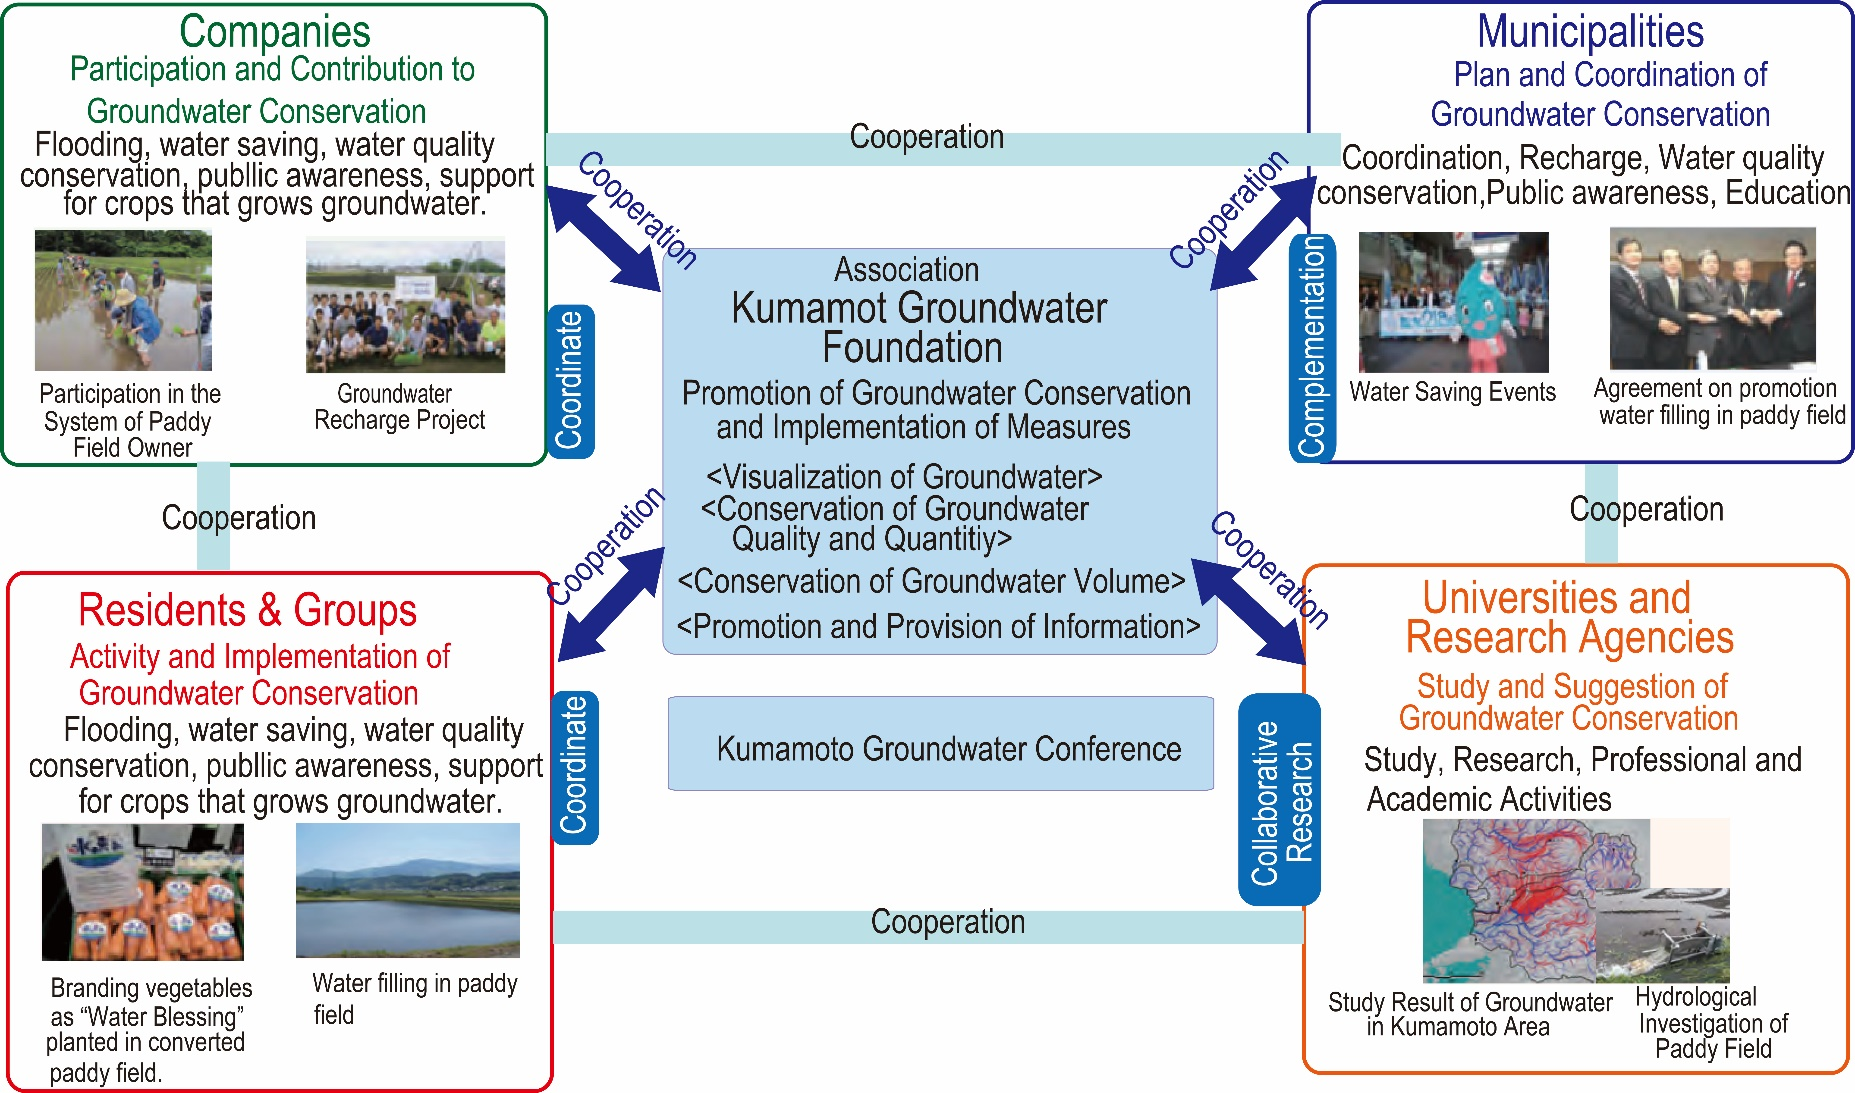 Companies
Participation and Contribution to
Groundwater Conservation
Flooding, water saving, water quality
conservation, publlic awareness, support
for crops that grows groundwater.
Participation in the
System of Paddy
Field Owner
Groundwater
Recharge Project
Coordinate
Cooperation
Cooperation
Cooperation
Municipalities
Plan and Coordination of
Groundwater Conservation
Coordination, Recharge, Water quality
conservation,Public awareness, Education
Water Saving Events
Agreement on promotion
water filling in paddy field
Complementation
Association
Kumamot Groundwater
Foundation
Promotion of Groundwater Conservation
and Implementation of Measures
<Visualization of Groundwater>
<Conservation of Groundwater
Quality and Quantitiy>
<Conservation of Groundwater Volume>
<Promotion and Provision of Information>
Kumamoto Groundwater Conference
Cooperation
Cooperation
Cooperation
Cooperation
Residents & Groups
Activity and Implementation of
Groundwater Conservation
Flooding, water saving, water quality
conservation, publlic awareness, support
for crops that grows groundwater.
Branding vegetables
as “Water Blessing”
planted in converted
paddy field.
Water filling in paddy
field
Coordinate
Cooperation
Collaborative
Research
Universities and
Research Agencies
Study and Suggestion of
Groundwater Conservation
Study, Research, Professional and
Academic Activities
Study Result of Groundwater
in Kumamoto Area
Hydrological
Investigation of
Paddy Field